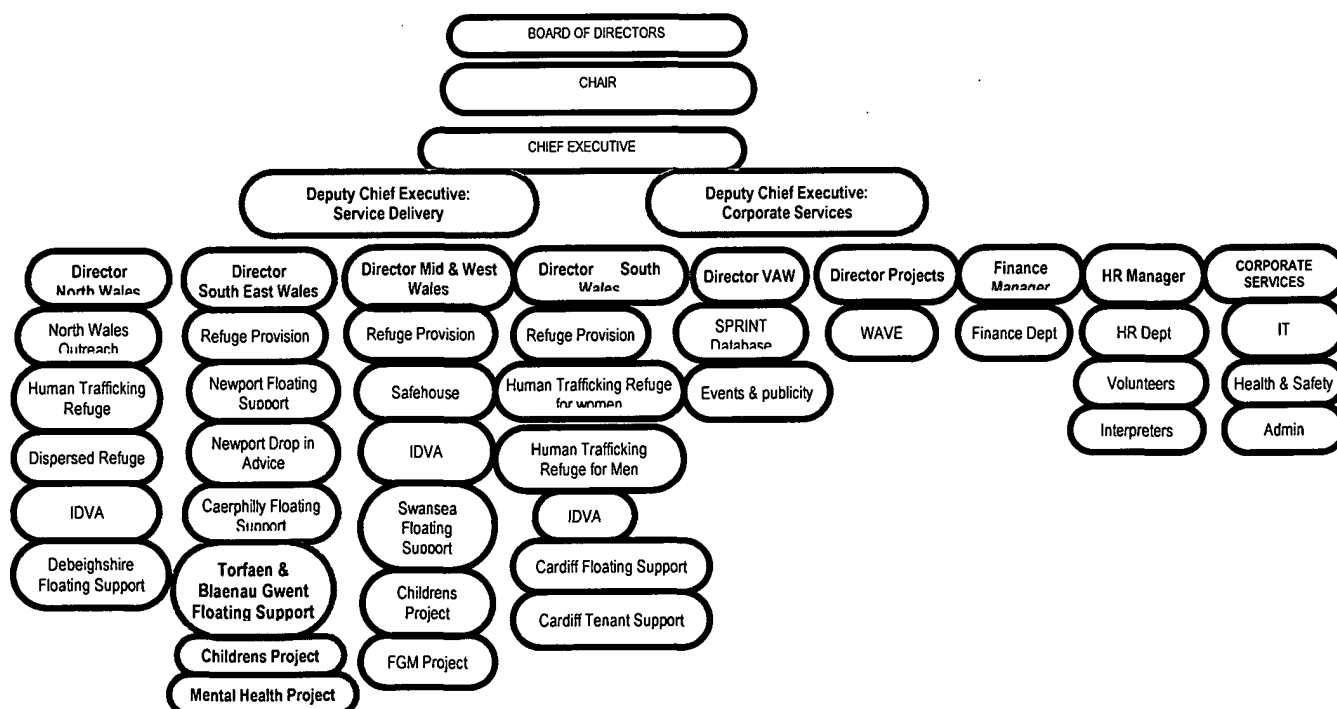 BOARD OF DIRECTORS
CHAIR
CHIEF EXECUTIVE
Deputy Chief Executive:
Service Delivery
Deputy Chief Executive:
Corporate Services
Director
North Wales
North Wales
Outreach
Human Trafficking
Refuge
Dispersed Refuge
IDVA
Debeighshire
Floating Support
Director
South East Wales
Refuge Provision
Newport Floating
Support
Newport Drop in
Advice
Caerphilly Floating
Support
Torfaen &
Blaenau Gwent
Floating Support
Childrens Project
Mental Health Project
Director Mid & West
Wales
Refuge Provision
Safehouse
IDVA
Swansea
Floating
Support
Childrens
Project
FGM Project
Director South
Wales
Refuge Provision
Human Trafficking Refuge
for women
Human Trafficking
Refuge for Men
IDVA
Cardiff Floating Support
Cardiff Tenant Support
Director VAW
SPRINT
Database
Events & publicity
Director Projects
WAVE
Finance
Manager
Finance Dept
HR Manager
HR Dept
Volunteers
Interpreters
CORPORATE
SERVICES
IT
Health & Safety
Admin